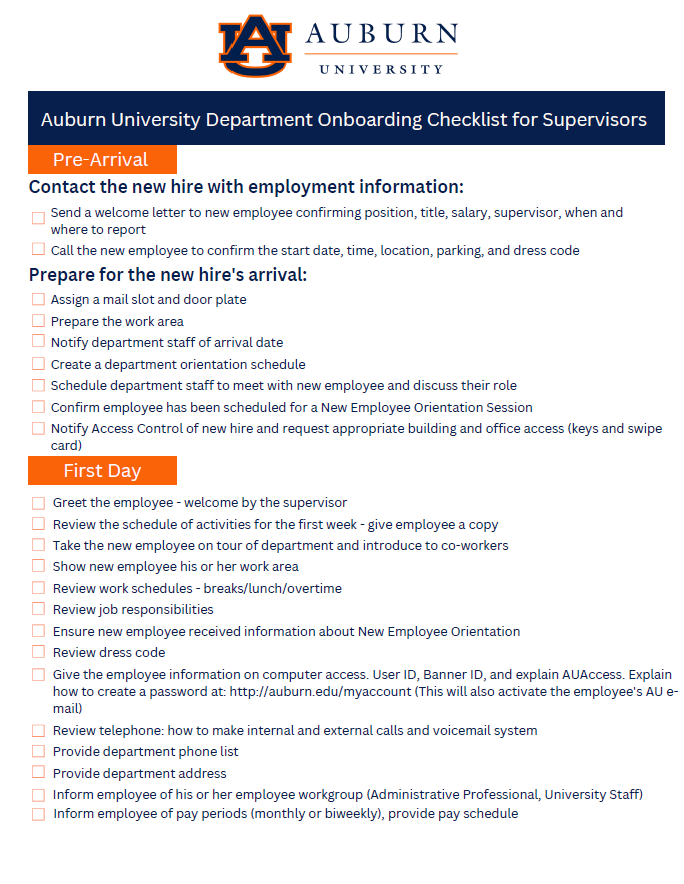 AUBURN
UNIVERSITY
Auburn University Department Onboarding Checklist for Supervisors
Pre-Arrival
Contact the new hire with employment information:
Send a welcome letter to new employee confirming position, title, salary, supervisor, when and
where to report
Call the new employee to confirm the start date, time, location, parking, and dress code
Prepare for the new hire's arrival:
Assign a mail slot and door plate
Prepare the work area
Notify department staff of arrival date
Create a department orientation schedule
Schedule department staff to meet with new employee and discuss their role
Confirm employee has been scheduled for a New Employee Orientation Session
Notify Access Control of new hire and request appropriate building and office access (keys and swipe
card)
First Day
Greet the employee - welcome by the supervisor
Review the schedule of activities for the first week - give employee a copy
Take the new employee on tour of department and introduce to co-workers
Show new employee his or her work area
Review work schedules - breaks/lunch/overtime
Review job responsibilities
Ensure new employee received information about New Employee Orientation
Review dress code
Give the employee information on computer access. User ID, Banner ID, and explain AUAccess. Explain
how to create a password at: http://auburn.edu/myaccount (This will also activate the employee's AU e-
mail)
Review telephone: how to make internal and external calls and voicemail system
Provide department phone list
Provide department address
Inform employee of his or her employee workgroup (Administrative Professional, University Staff)
Inform employee of pay periods (monthly or biweekly), provide pay schedule